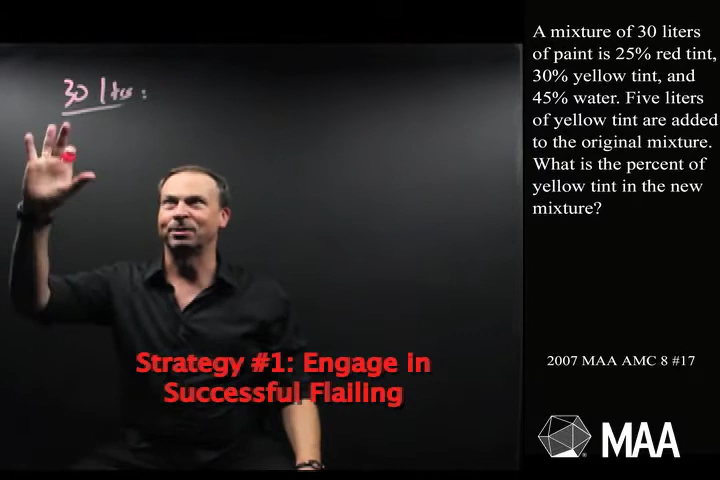 30 lters :
A mixture of 30 liters
of paint is 25% red tint,
30% yellow tint, and
45% water. Five liters
of yellow tint are added
to the original mixture.
What is the percent of
yellow tint in the new
mixture?
Strategy #1: Engage in
Successful Flailing
2007 MAA AMC 8 #17
MAA